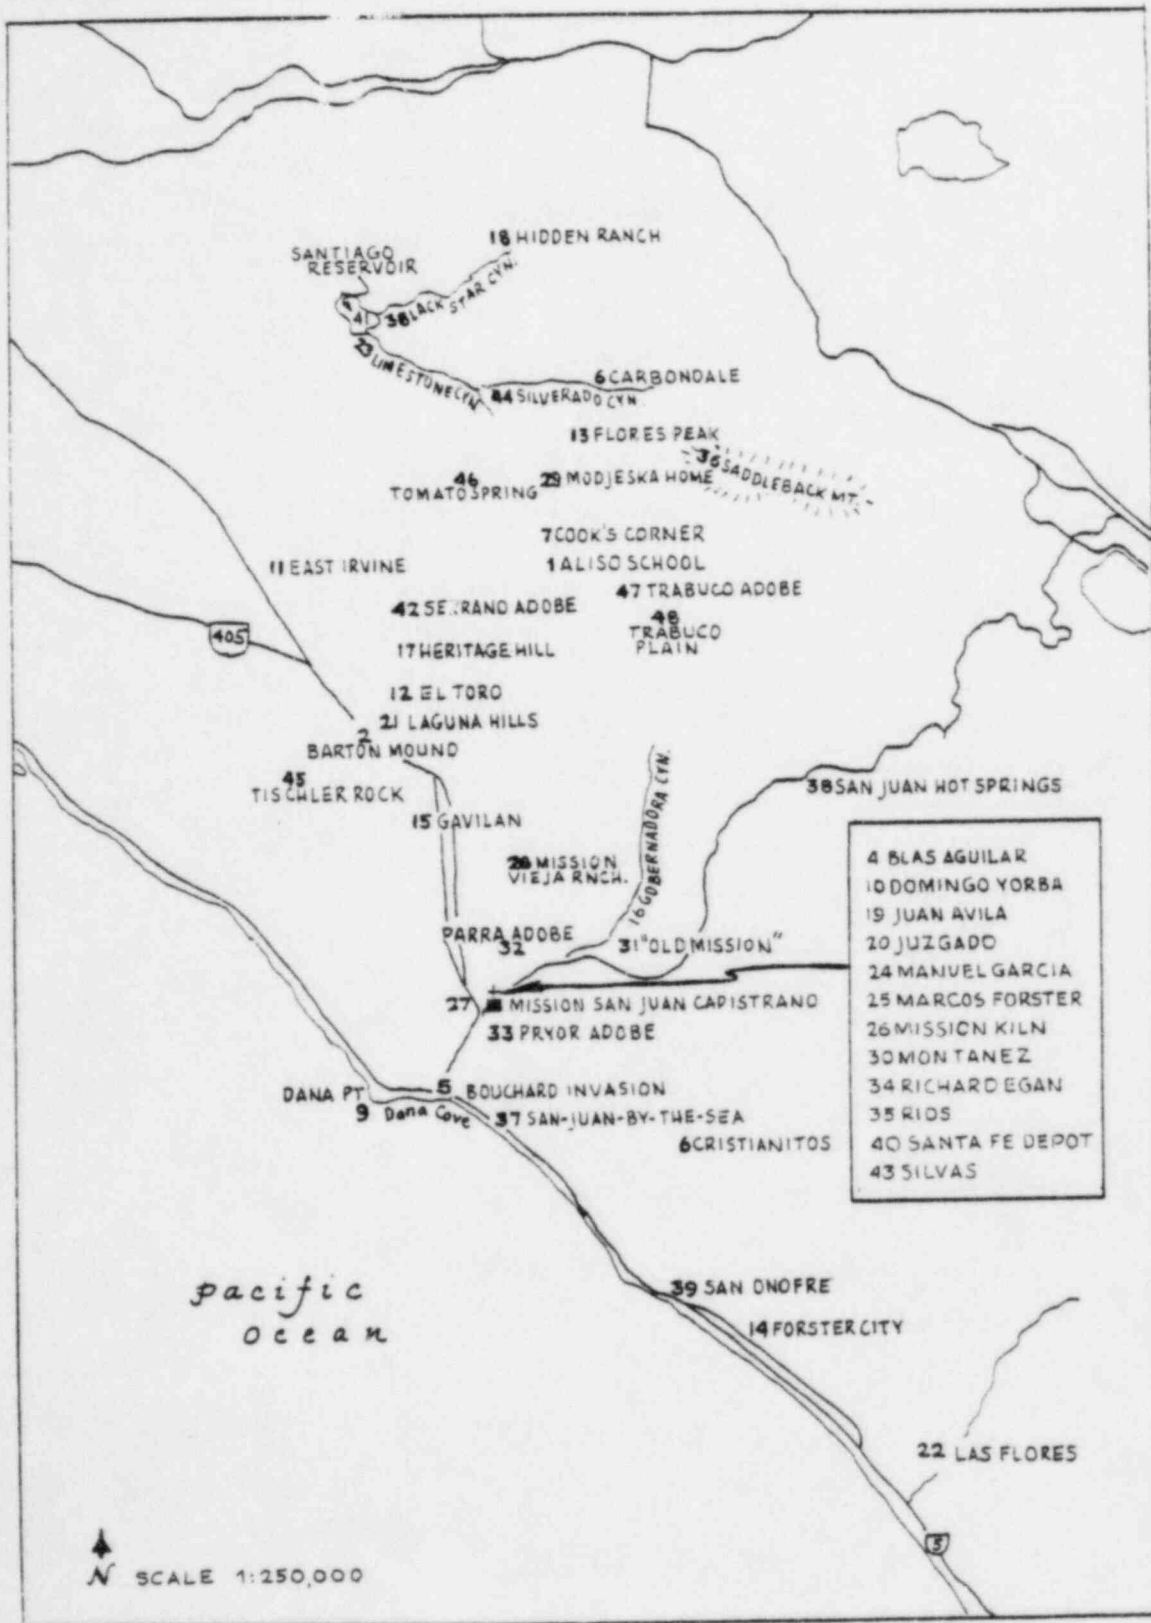 18 HIDDEN RANCH
SANTIAGO
RESERVOIR
41
3 BLACK STAR CYN.
23 LIMESTONE CYN.
6 CARBONDALE
44 SILVERADO CYN.
13 FLORES PEAK
36 SADDLEBACK MT.
46
TOMATO SPRING
29 MODJESKA HOME
7 COOK'S CORNER
11 EAST IRVINE
1 ALISO SCHOOL
47 TRABUCO ADOBE
42 SERRANO ADOBE
48
TRABUCO
PLAIN
405
17 HERITAGE HILL
12 EL TORO
21 LAGUNA HILLS
2
BARTON MOUND
45
TISCHLER ROCK
38 SAN JUAN HOT SPRINGS
15 GAVILAN
16 GOBERNADORA CYN.
28 MISSION
VIEJA RNCH.
PARRA ADOBE
32
31 "OLD MISSION"
27 MISSION SAN JUAN CAPISTRANO
33 PRYOR ADOBE
4 BLAS AGUILAR
10 DOMINGO YORBA
19 JUAN AVILA
20 JUZGADO
24 MANUEL GARCIA
25 MARCOS FORSTER
26 MISSION KILN
30 MONTANEZ
34 RICHARD EGAN
35 RIOS
40 SANTA FE DEPOT
43 SILVAS
DANA PT
5 BOUCHARD INVASION
9 Dana Cove
37 SAN-JUAN-BY-THE-SEA
6 CRISTIANITOS
pacific
ocean
39 SAN ONOFRE
14 FORSTER CITY
22 LAS FLORES
5
N SCALE 1:250,000